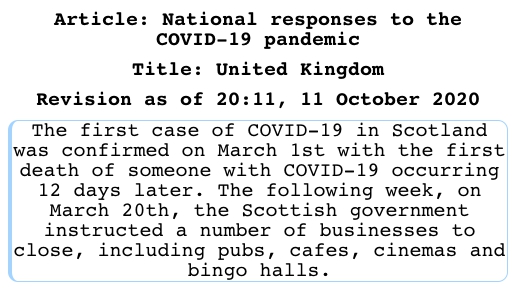 Article: National responses to the
COVID-19 pandemic
Title: United Kingdom
Revision as of 20:11, 11 October 2020
The first case of COVID-19 in Scotland
was confirmed on March 1st with the first
death of someone with COVID-19 occurring
12 days later. The following week, on
March 20th, the Scottish government
instructed a number of businesses to
close, including pubs, cafes, cinemas and
bingo halls.